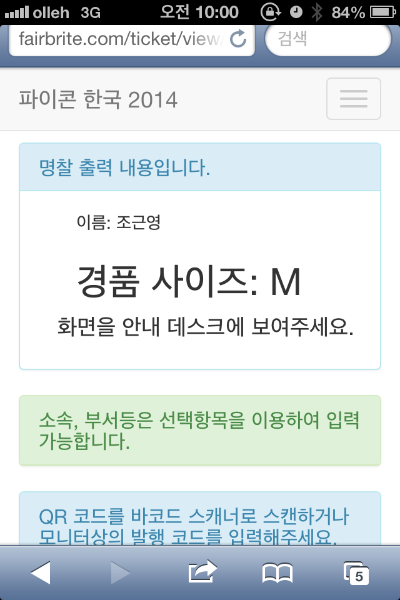 olleh 3G 오전 10:00 84%
fairbrite.com/ticket/view 검색
파이콘 한국 2014
명찰 출력 내용입니다.
이름: 조근영
경품 사이즈: M
화면을 안내 데스크에 보여주세요.
소속, 부서등은 선택항목을 이용하여 입력
가능합니다.
QR 코드를 바코드 스캐너로 스캔하거나
모니터상의 발행 코드를 입력해주세요.
5